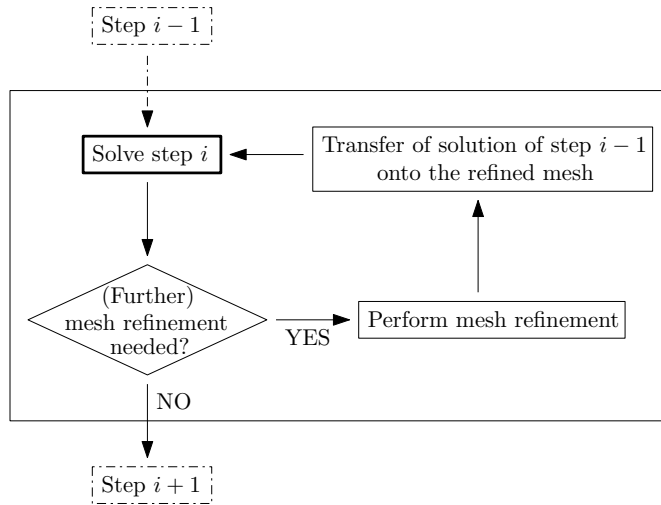 Step i − 1
Solve step i
Transfer of solution of step i − 1
onto the refined mesh
(Further)
mesh refinement
needed?
YES
Perform mesh refinement
NO
Step i + 1